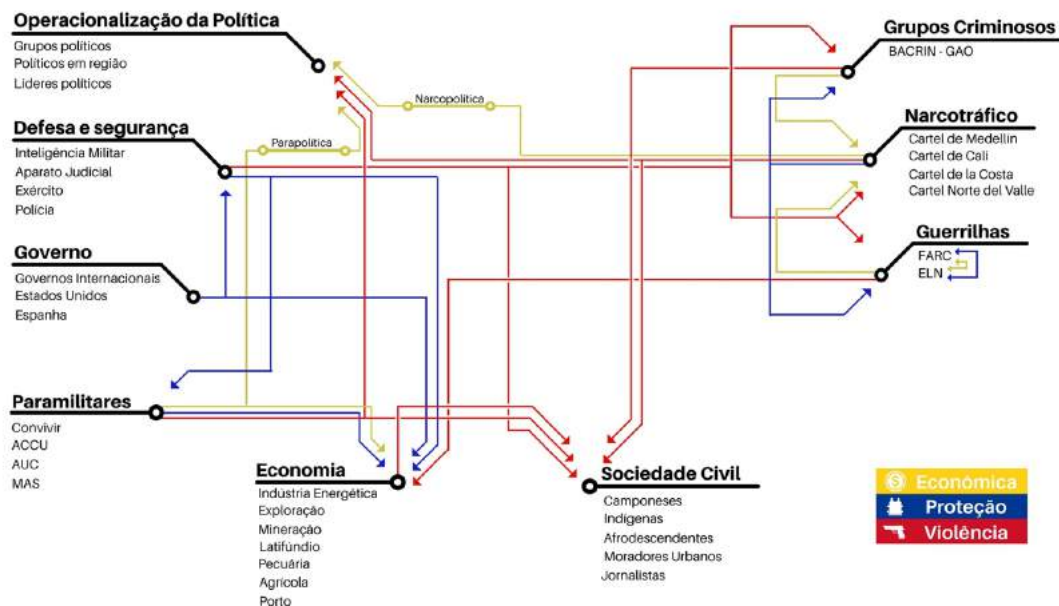 Operacionalização da Política
Grupos políticos
Políticos em região
Lideres políticos
Narcopolítica
Grupos Criminosos
BACRIN - GAO
Defesa e segurança
Inteligência Militar
Aparato Judicial
Exército
Polícia
Parapolítica
Narcotráfico
Cartel de Medellin
Cartel de Cali
Cartel de la Costa
Cartel Norte del Valle
Governo
Governos Internacionais
Estados Unidos
Espanha
Guerrilhas
FARC
ELN
Paramilitares
Convivir
ACCU
AUC
MAS
Economia
Indústria Energética
Exploração
Mineração
Latifúndio
Pecuária
Agrícola
Porto
Sociedade Civil
Camponeses
Indígenas
Afrodescendentes
Moradores Urbanos
Jornalistas
$ Económica
Proteção
Violência